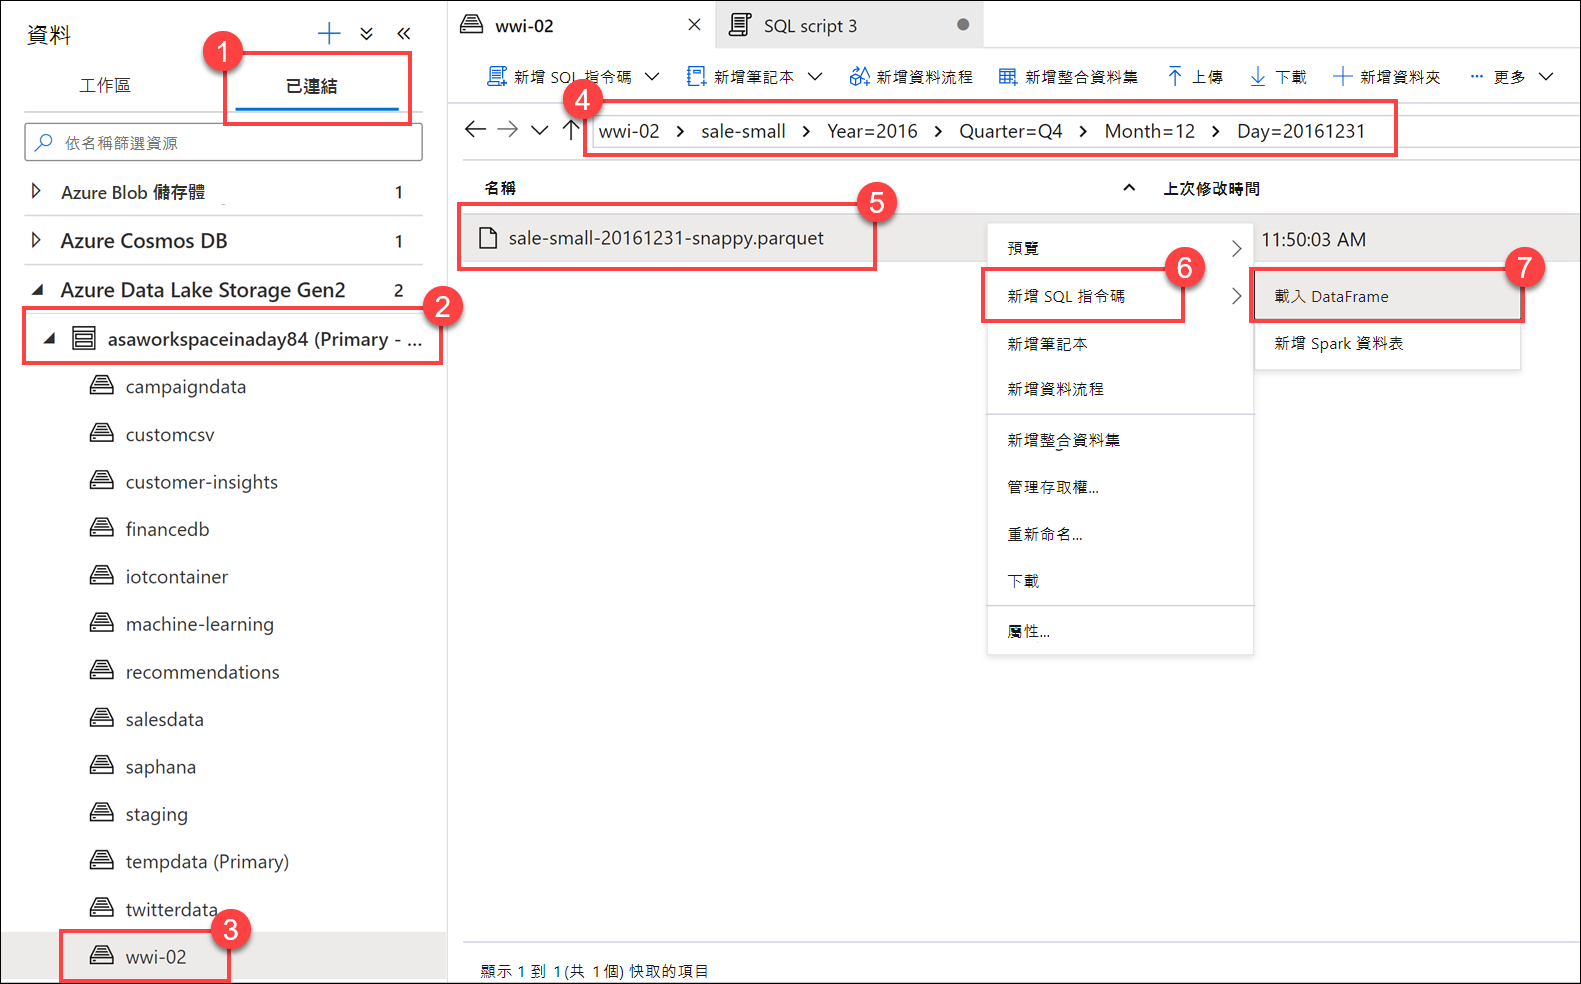 資料
1
工作區
已連結
依名稱篩選資源
Azure Blob 儲存體 1
Azure Cosmos DB 1
Azure Data Lake Storage Gen2 2
2
asaworkspaceinaday84 (Primary - ...
campaigndata
customcsv
customer-insights
financedb
iotcontainer
machine-learning
recommendations
salesdata
saphana
staging
tempdata (Primary)
twitterdata
3
wwi-02
wwi-02
SQL script 3
新增 SQL 指令碼
新增筆記本
新增資料流程
新增整合資料集
上傳
下載
新增資料夾
更多
4
wwi-02 > sale-small > Year=2016 > Quarter=Q4 > Month=12 > Day=20161231
名稱
上次修改時間
5
sale-small-20161231-snappy.parquet
11:50:03 AM
預覽
6
新增 SQL 指令碼
7
載入 DataFrame
新增筆記本
新增 Spark 資料表
新增資料流程
新增整合資料集
管理存取權...
重新命名...
下載
屬性...
顯示 1 到 1 (共 1 個) 快取的項目